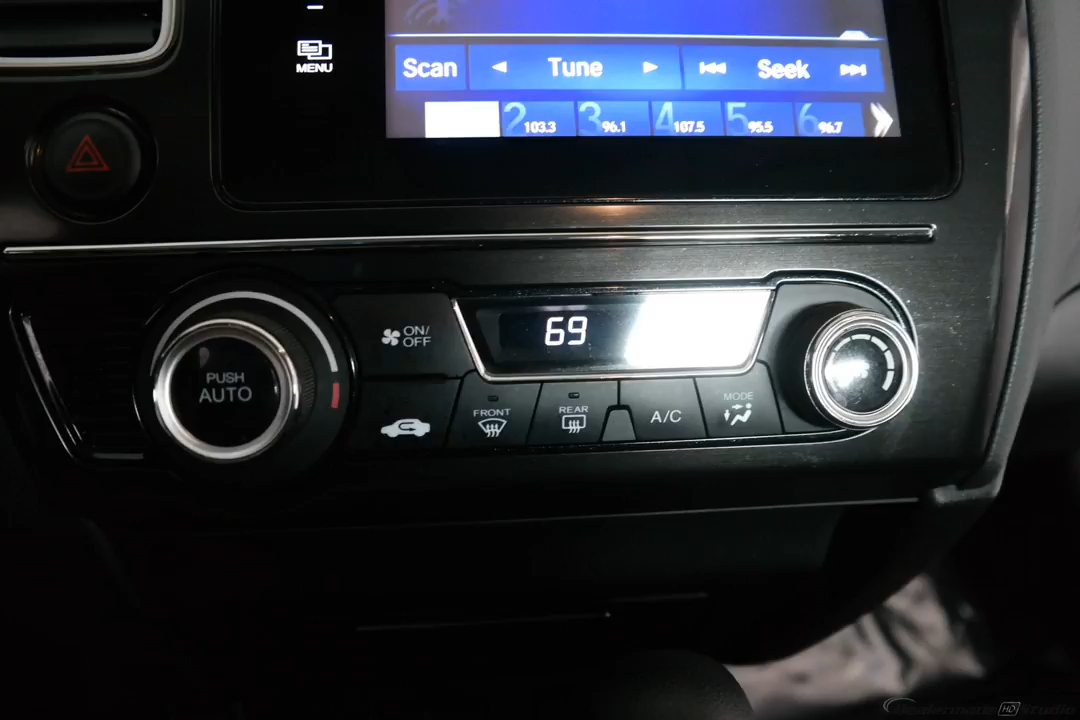 MENU
Scan Tune Seek
2 103.3 3 96.1 4 107.5 5 95.5 6 96.7
ON/
OFF
69
PUSH
AUTO
FRONT
REAR
A/C
MODE